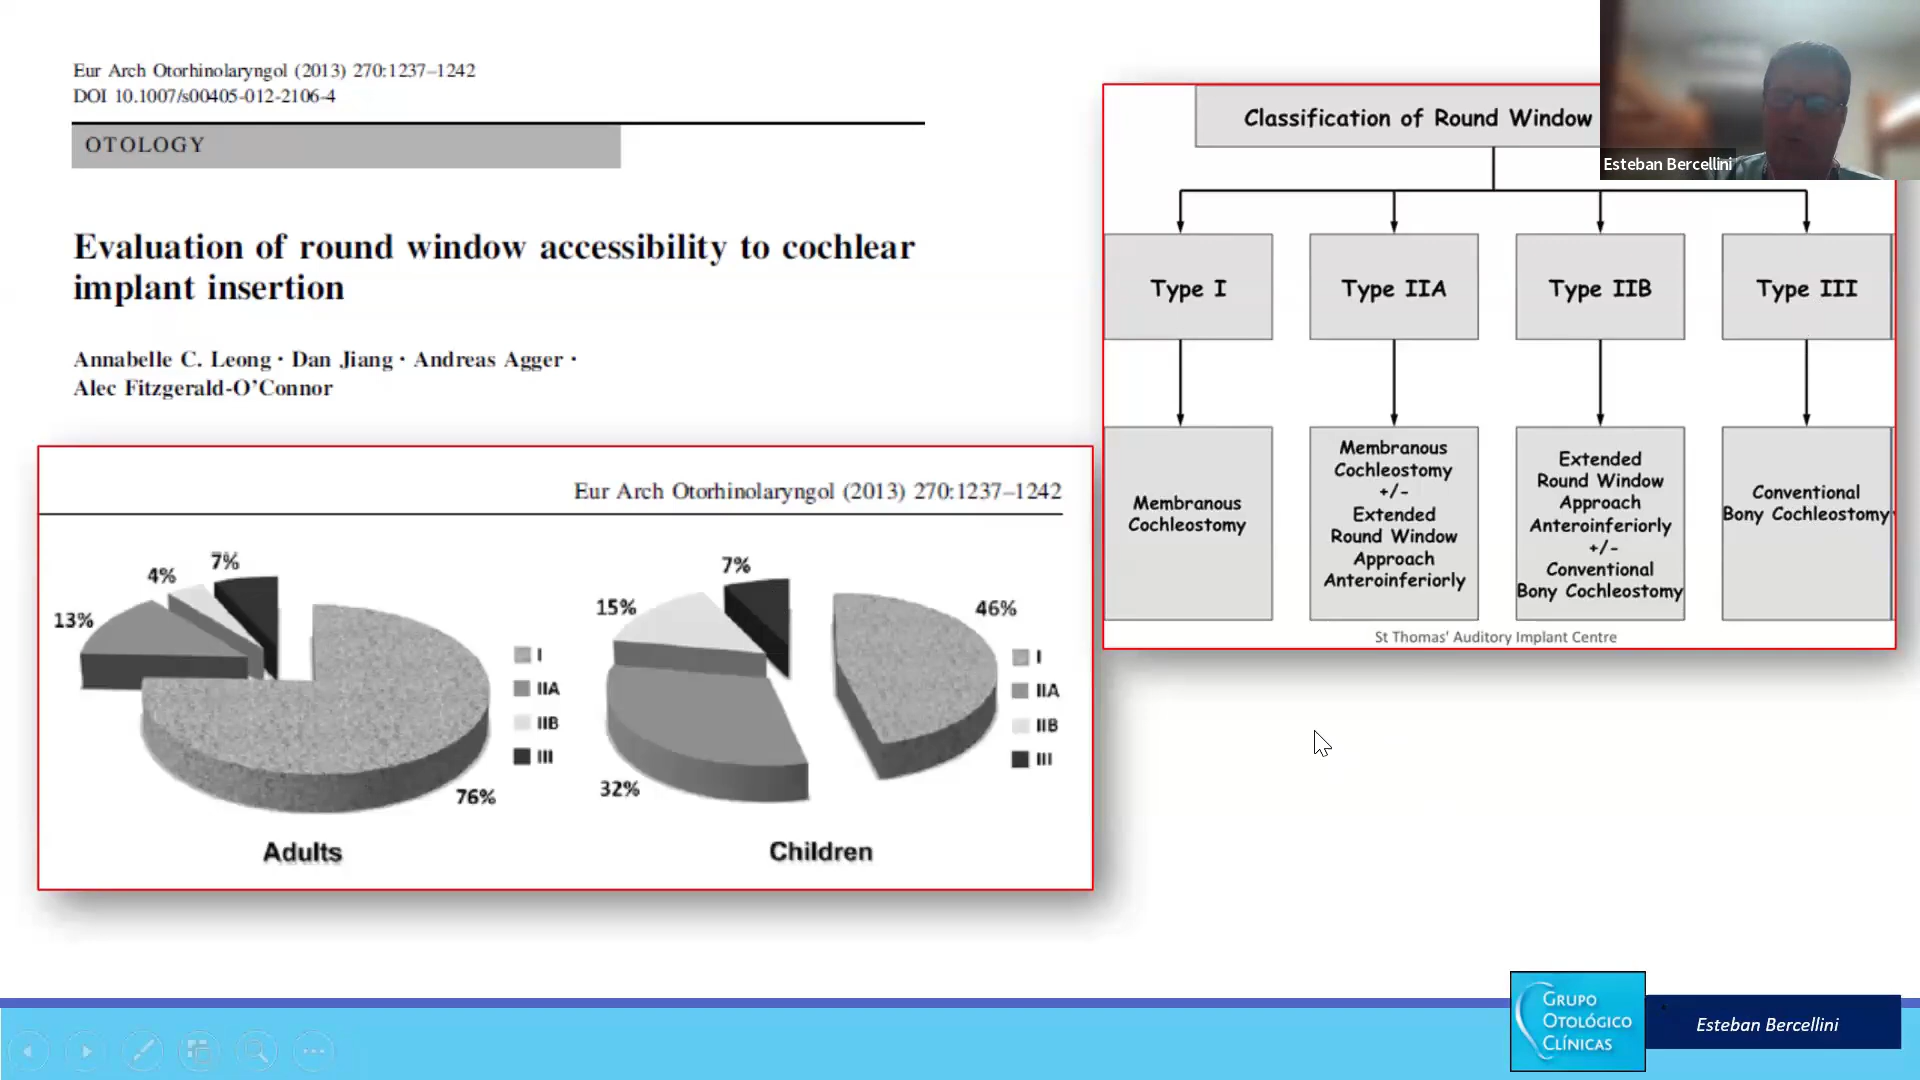 Eur Arch Otorhinolaryngol (2013) 270:1237–1242
DOI 10.1007/s00405-012-2106-4
OTOLOGY
Evaluation of round window accessibility to cochlear
implant insertion
Annabelle C. Leong · Dan Jiang · Andreas Agger ·
Alec Fitzgerald-O'Connor
Eur Arch Otorhinolaryngol (2013) 270:1237–1242
7%
4%
13%
76%
I
IIA
IIB
III
Adults
7%
15%
46%
32%
I
IIA
IIB
III
Children
Classification of Round Window
Type I
Type IIA
Type IIB
Type III
Membranous
Cochleostomy
Membranous
Cochleostomy
+/-
Extended
Round Window
Approach
Anteroinferiorly
Extended
Round Window
Approach
Anteroinferiorly
+/-
Conventional
Bony Cochleostomy
Conventional
Bony Cochleostomy
St Thomas' Auditory Implant Centre
Esteban Bercellini
GRUPO
OTOLÓGICO
CLÍNICAS
Esteban Bercellini